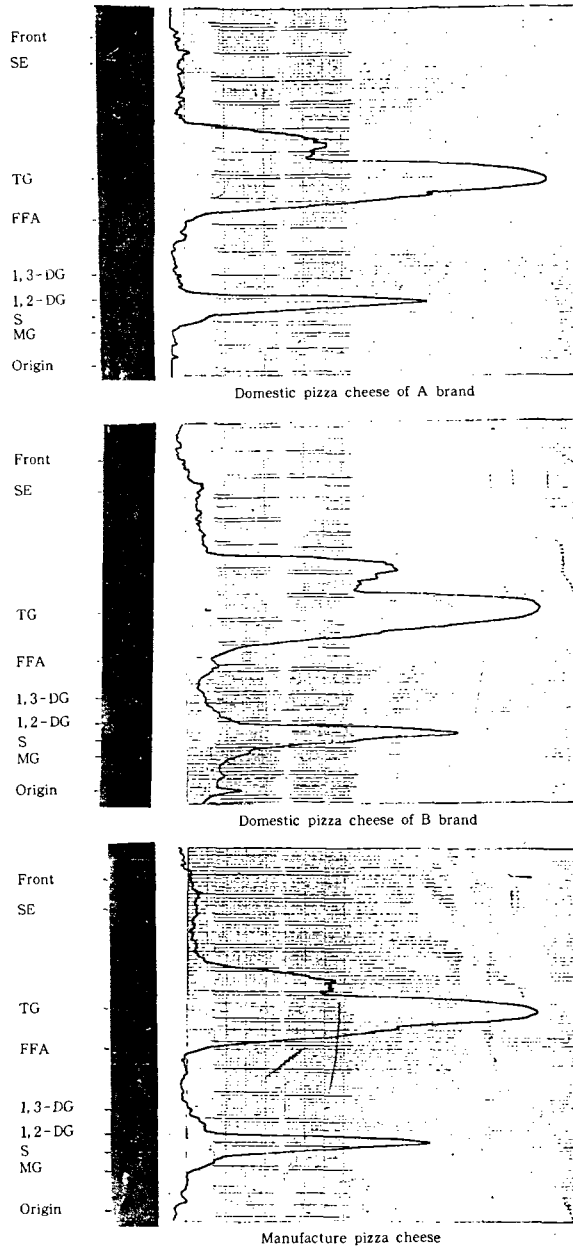 Front
SE
TG
FFA
1,3-DG
1,2-DG
S
MG
Origin
Domestic pizza cheese of A brand
Front
SE
TG
FFA
1,3-DG
1,2-DG
S
MG
Origin
Domestic pizza cheese of B brand
Front
SE
TG
FFA
1,3-DG
1,2-DG
S
MG
Origin
Manufacture pizza cheese